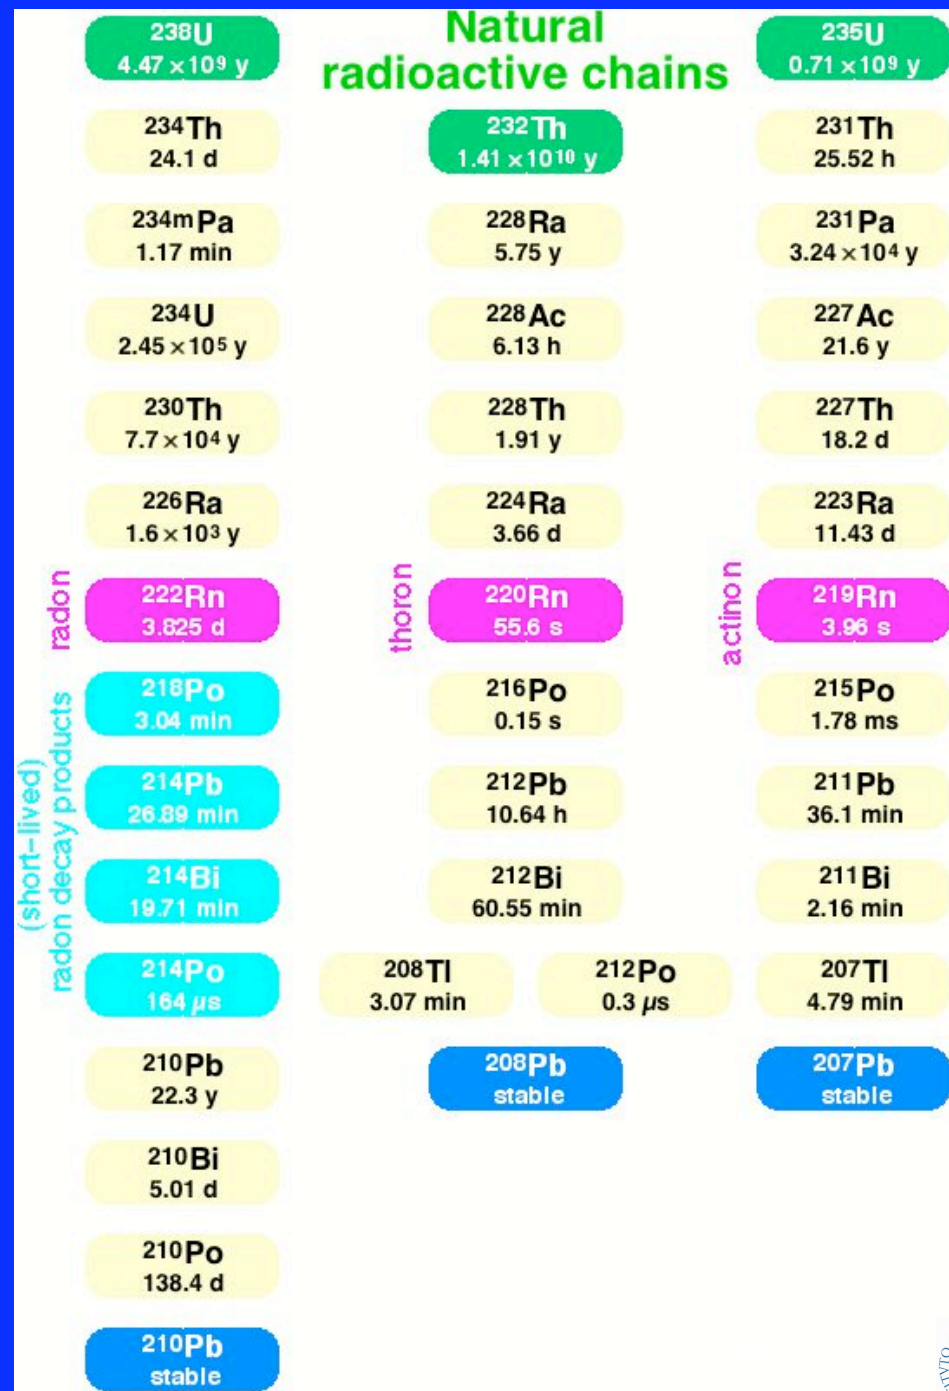 Natural
radioactive chains
²³⁸U
4.47 ×10⁹ y
²³⁴Th
24.1 d
²³⁴ᵐPa
1.17 min
²³⁴U
2.45 ×10⁵ y
²³⁰Th
7.7 ×10⁴ y
²²⁶Ra
1.6 ×10³ y
radon
²²²Rn
3.825 d
(short-lived)
radon decay products
²¹⁸Po
3.04 min
²¹⁴Pb
26.89 min
²¹⁴Bi
19.71 min
²¹⁴Po
164 µs
²¹⁰Pb
22.3 y
²¹⁰Bi
5.01 d
²¹⁰Po
138.4 d
²¹⁰Pb
stable
²³²Th
1.41 ×10¹⁰ y
²²⁸Ra
5.75 y
²²⁸Ac
6.13 h
²²⁸Th
1.91 y
²²⁴Ra
3.66 d
thoron
²²⁰Rn
55.6 s
²¹⁶Po
0.15 s
²¹²Pb
10.64 h
²¹²Bi
60.55 min
²⁰⁸Tl
3.07 min
²¹²Po
0.3 µs
²⁰⁸Pb
stable
²³⁵U
0.71 ×10⁹ y
²³¹Th
25.52 h
²³¹Pa
3.24 ×10⁴ y
²²⁷Ac
21.6 y
²²⁷Th
18.2 d
²²³Ra
11.43 d
actinon
²¹⁹Rn
3.96 s
²¹⁵Po
1.78 ms
²¹¹Pb
36.1 min
²¹¹Bi
2.16 min
²⁰⁷Tl
4.79 min
²⁰⁷Pb
stable